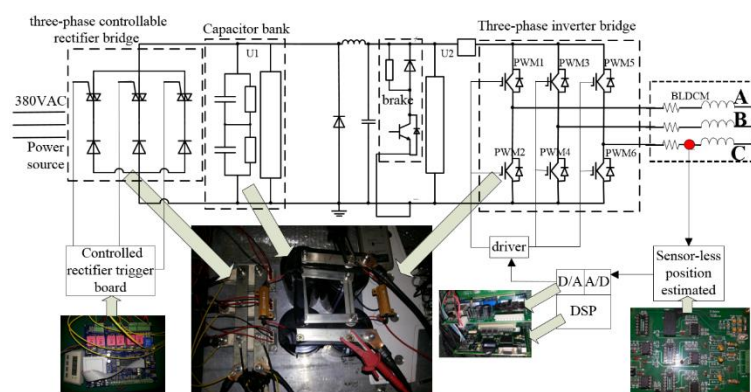 three-phase controllable
rectifier bridge
Capacitor bank
Three-phase inverter bridge
U1
U2
PWM1
PWM3
PWM5
BLDCM
A
380VAC
brake
B
Power
source
C
PWM2
PWM4
PWM6
Controlled
rectifier trigger
board
driver
D/A
A/D
DSP
Sensor-less
position
estimated